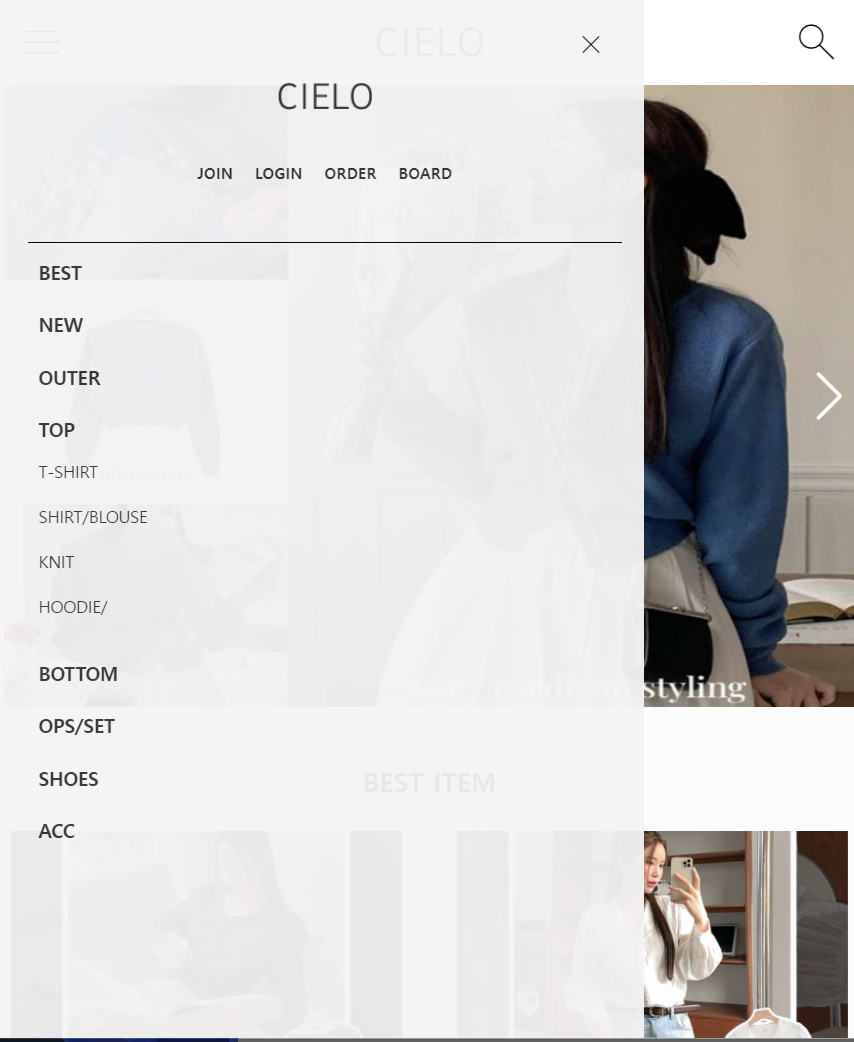 CIELO
CIELO
JOIN LOGIN ORDER BOARD
BEST
NEW
OUTER
TOP
T-SHIRT
SHIRT/BLOUSE
KNIT
HOODIE/
BOTTOM
cardigan styling
OPS/SET
SHOES
BEST ITEM
ACC